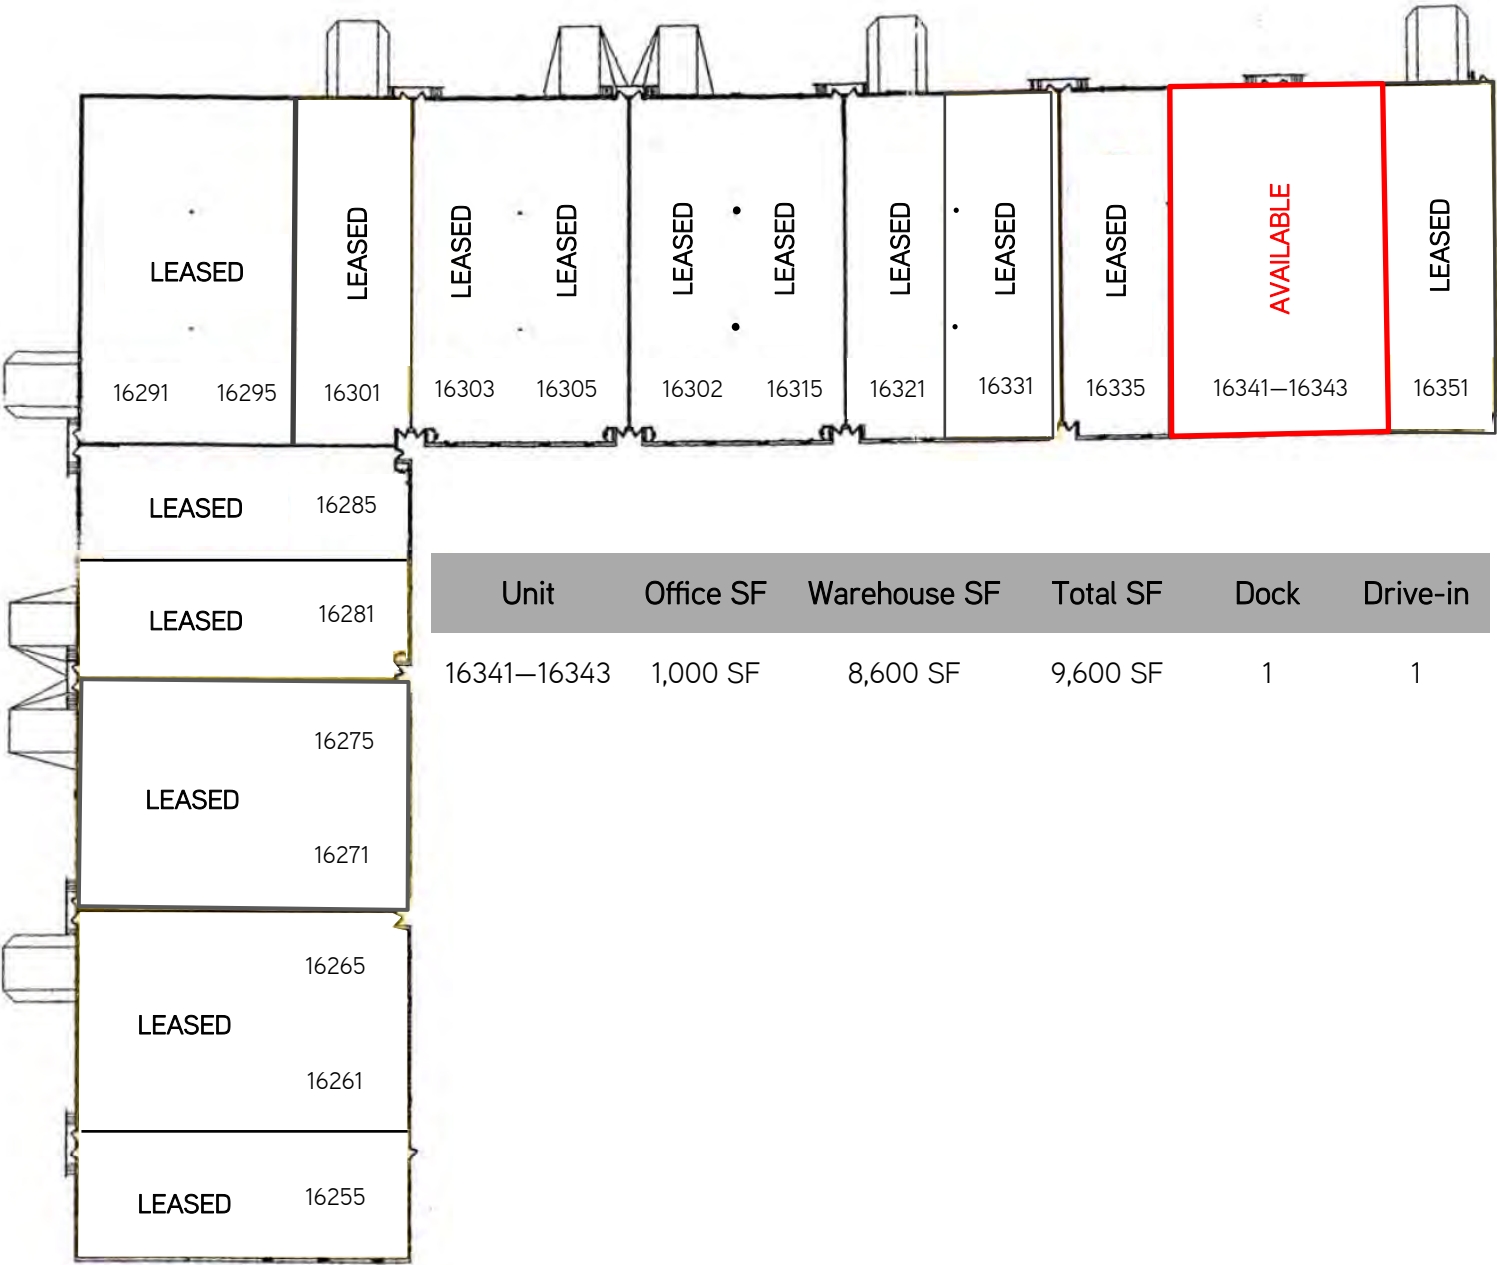 LEASED
LEASED
LEASED
LEASED
LEASED
LEASED
LEASED
LEASED
LEASED
AVAILABLE
LEASED
16291 16295 16301 16303 16305 16302 16315 16321 16331 16335 16341–16343 16351
LEASED 16285
LEASED 16281
16275
LEASED
16271
16265
LEASED
16261
LEASED 16255
Unit Office SF Warehouse SF Total SF Dock Drive-in
16341–16343 1,000 SF 8,600 SF 9,600 SF 1 1